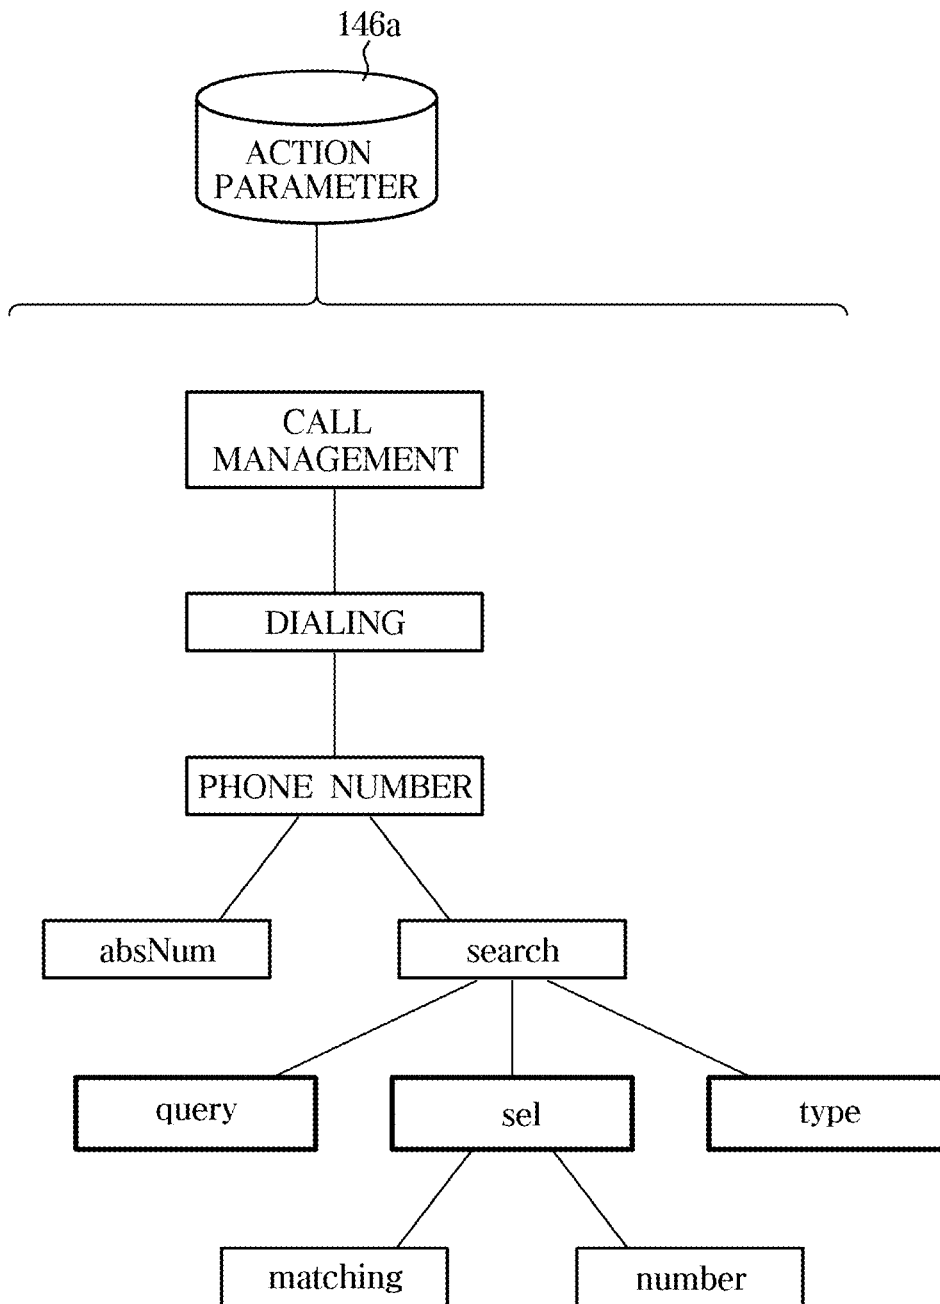 146a
ACTION
PARAMETER
CALL
MANAGEMENT
DIALING
PHONE NUMBER
absNum
search
query
sel
type
matching
number